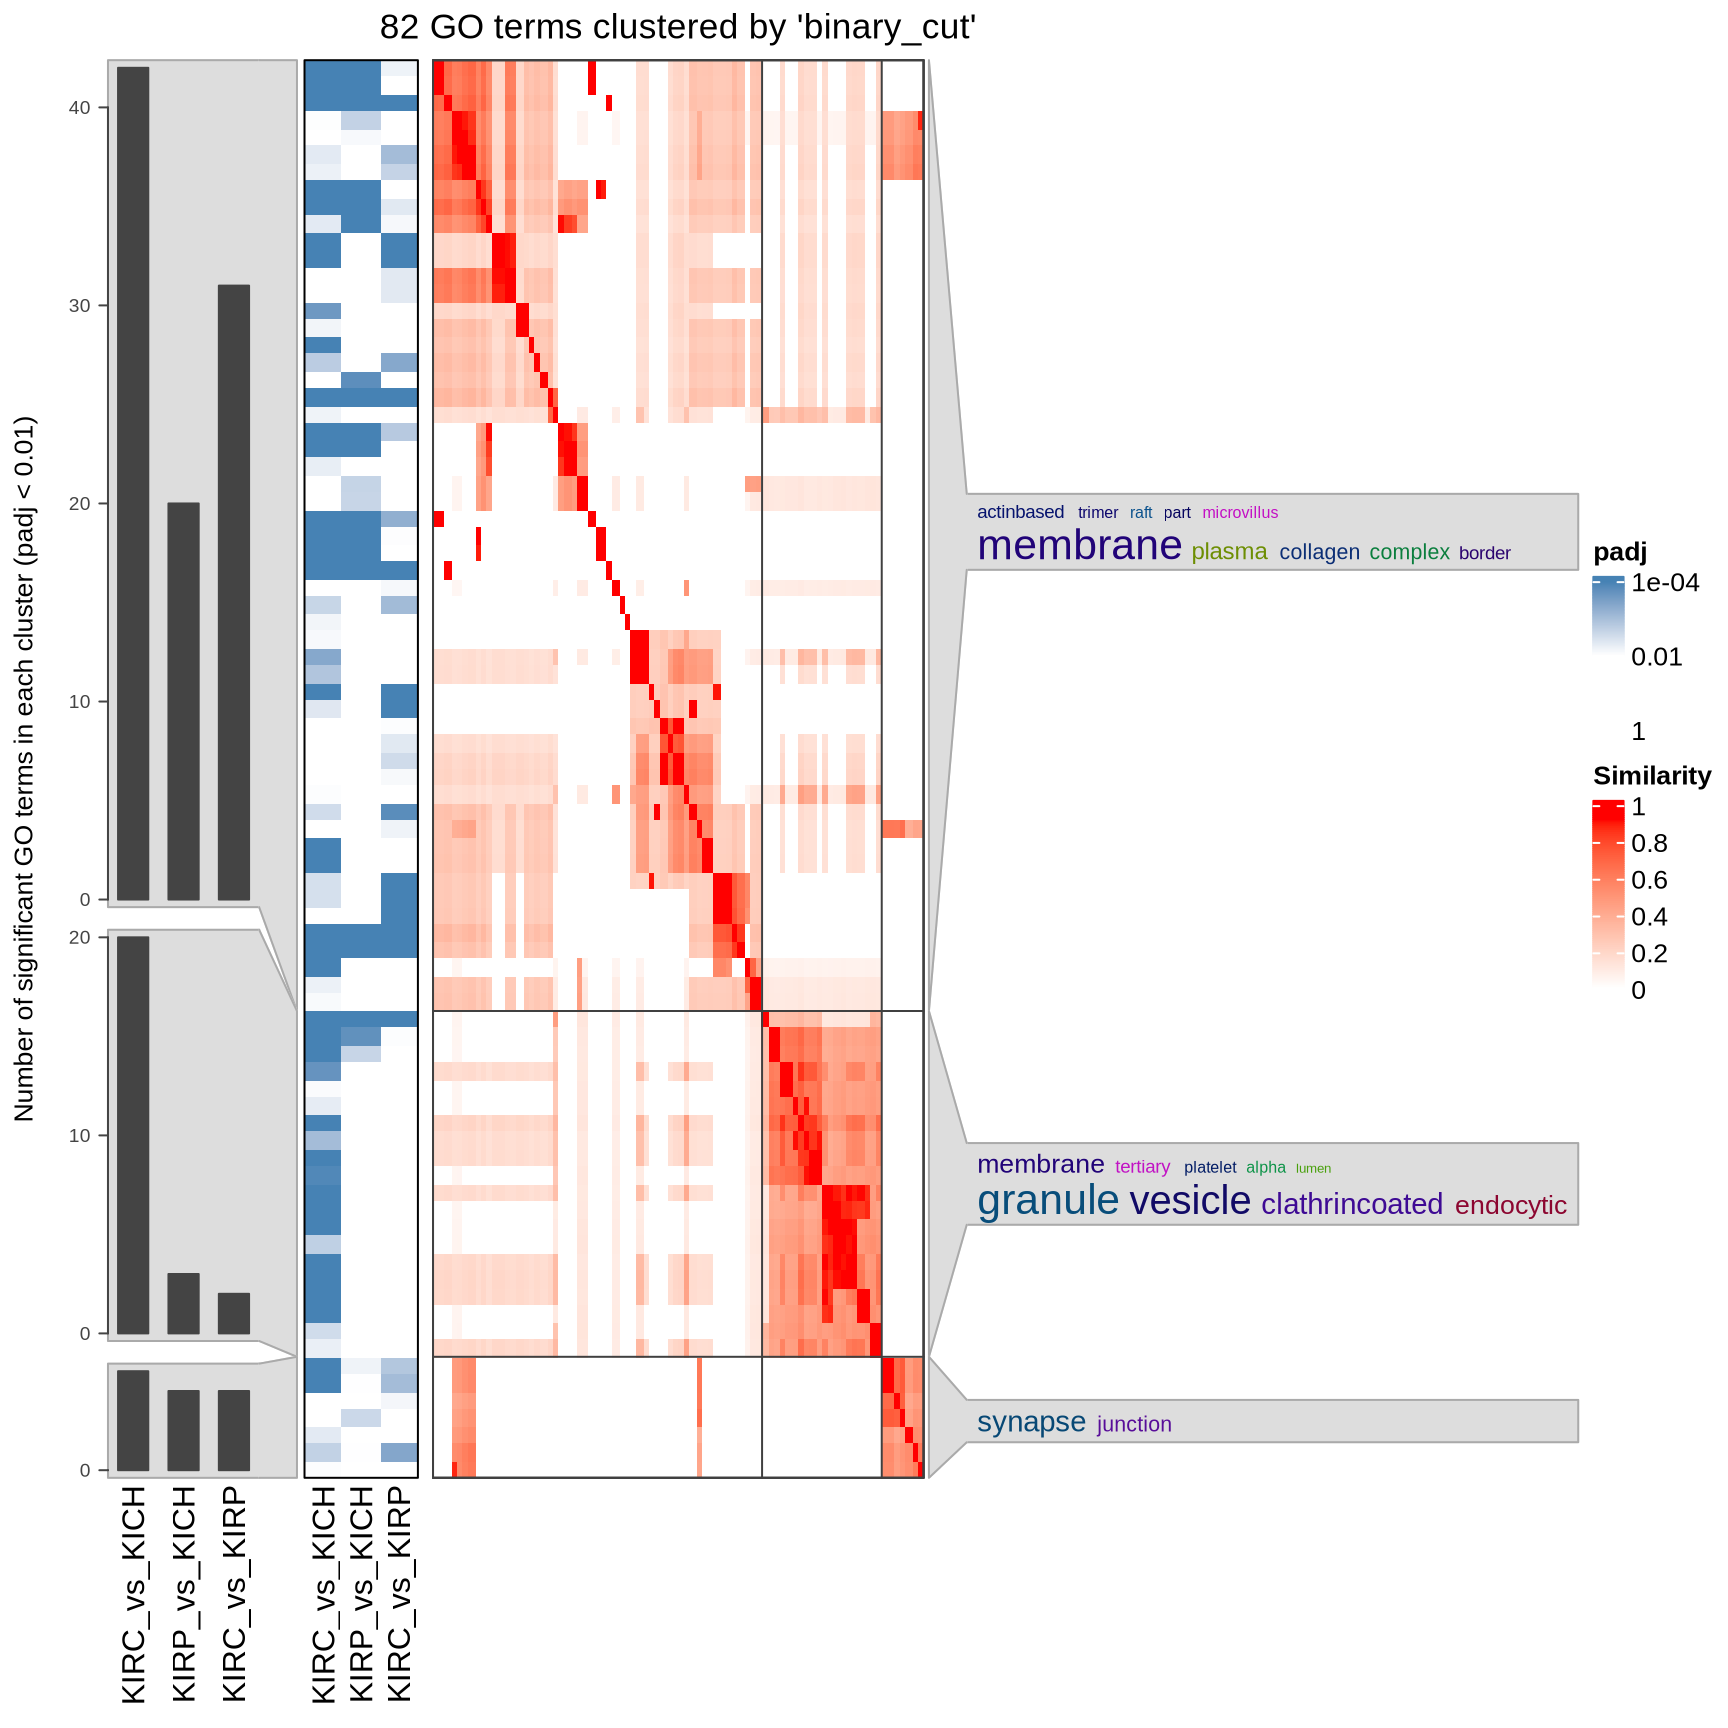 82 GO terms clustered by 'binary_cut'
Number of significant GO terms in each cluster (padj < 0.01)
40
30
20
10
0
20
10
0
0
KIRC_vs_KICH
KIRP_vs_KICH
KIRC_vs_KIRP
KIRC_vs_KICH
KIRP_vs_KICH
KIRC_vs_KIRP
actinbased trimer raft part microvillus
membrane plasma collagen complex border
membrane tertiary platelet alpha lumen
granule vesicle clathrincoated endocytic
synapse junction
padj
1e-04
0.01
1
Similarity
1
0.8
0.6
0.4
0.2
0